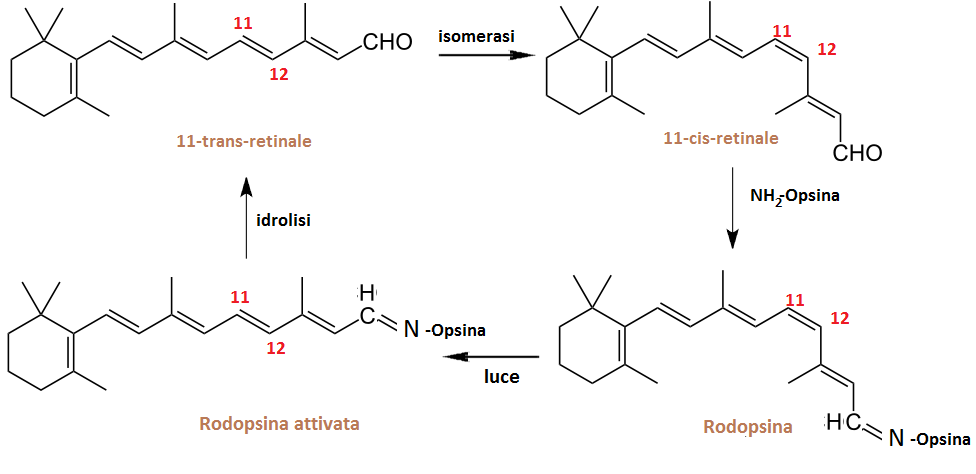 11
CHO
12
11-trans-retinale
isomerasi
11
12
CHO
11-cis-retinale
NH2-Opsina
idrolisi
11
12
H
C
N -Opsina
Rodopsina attivata
luce
11
12
HC
N -Opsina
Rodopsina